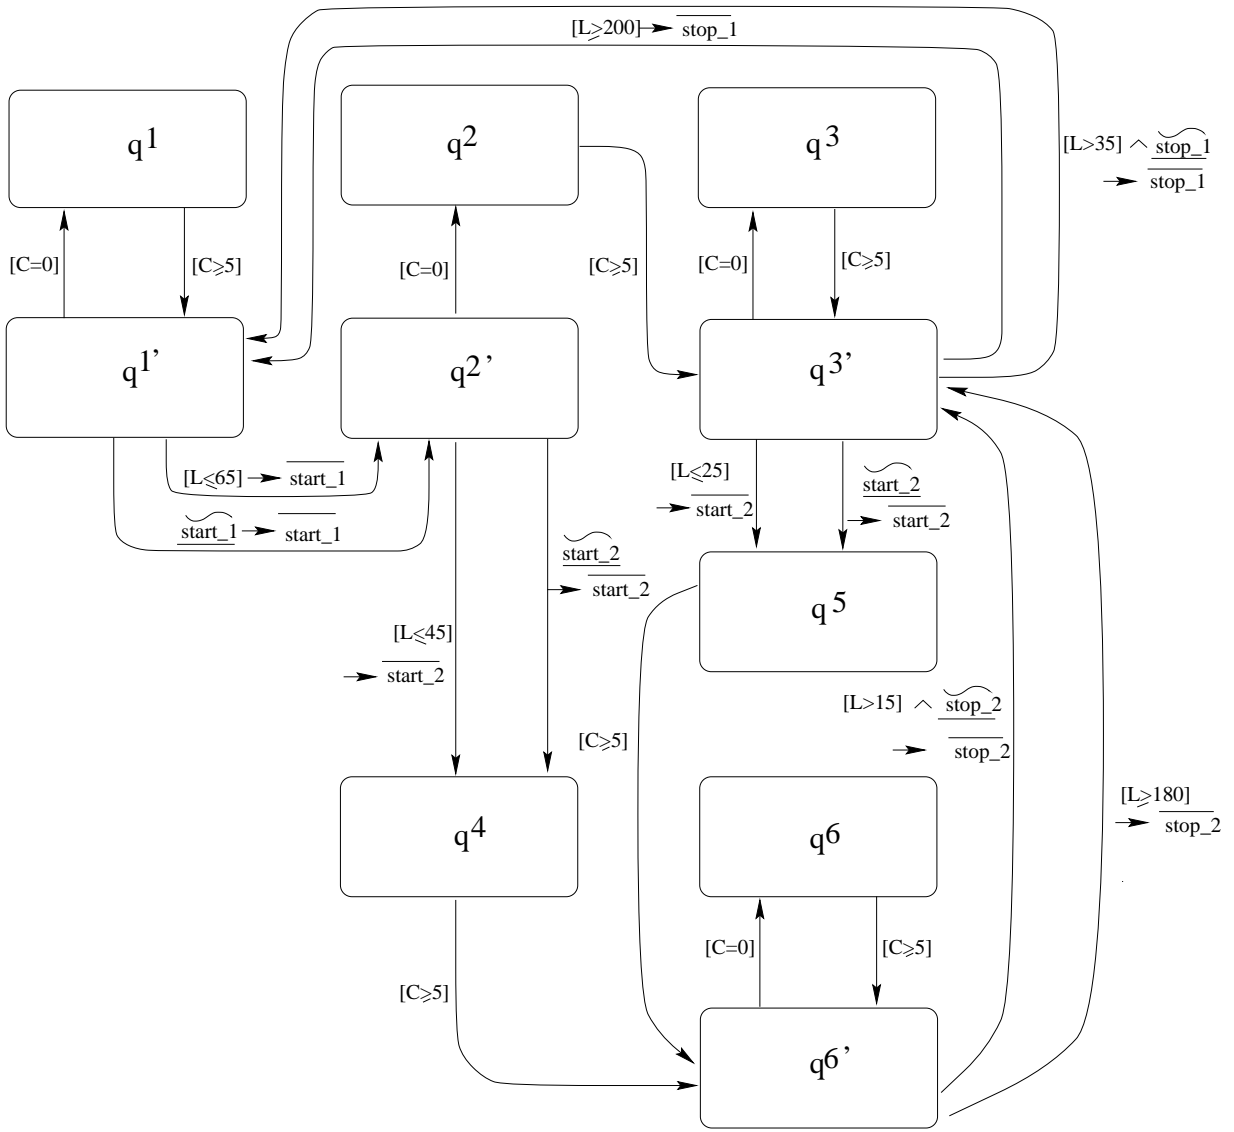 [L≥200]→ stop_1
q1
q2
q3
[L>35] ∧ stop_1
→ stop_1
[C=0]
[C≥5]
[C=0]
[C≥5]
[C=0]
[C≥5]
q1'
q2'
q3'
[L≤65] → start_1
start_1 → start_1
[L≤25]
→ start_2
start_2
→ start_2
start_2
→ start_2
q5
[L≤45]
→ start_2
[L>15] ∧ stop_2
→ stop_2
[C≥5]
q4
q6
[L≥180]
→ stop_2
[C=0]
[C≥5]
[C≥5]
q6'